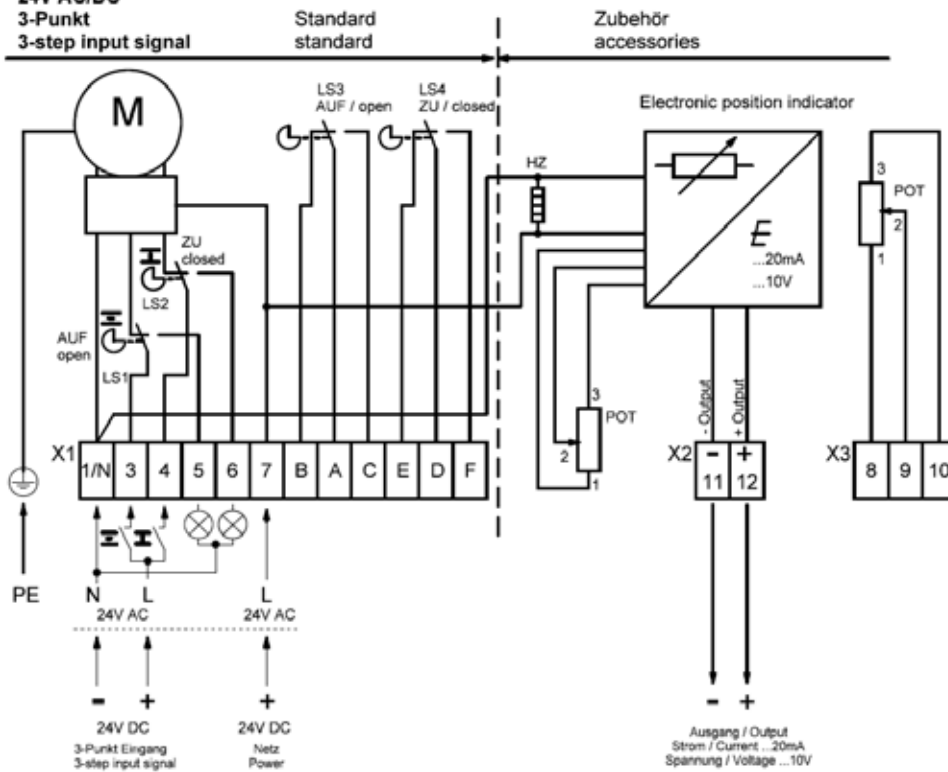 24V AC/DC
3-Punkt
3-step input signal
Standard
standard
Zubehör
accessories
M
LS3
AUF / open
LS4
ZU / closed
Electronic position indicator
HZ
E
...20mA
...10V
3
POT
2
1
ZU
closed
LS2
AUF
open
LS1
3
POT
2
1
- Output
+ Output
X1
1/N 3 4 5 6 7 B A C E D F
X2
- +
11 12
X3
8 9 10
PE
N L
24V AC
L
24V AC
- +
24V DC
3-Punkt Eingang
3-step input signal
+
24V DC
Netz
Power
- +
Ausgang / Output
Strom / Current ...20mA
Spannung / Voltage ...10V